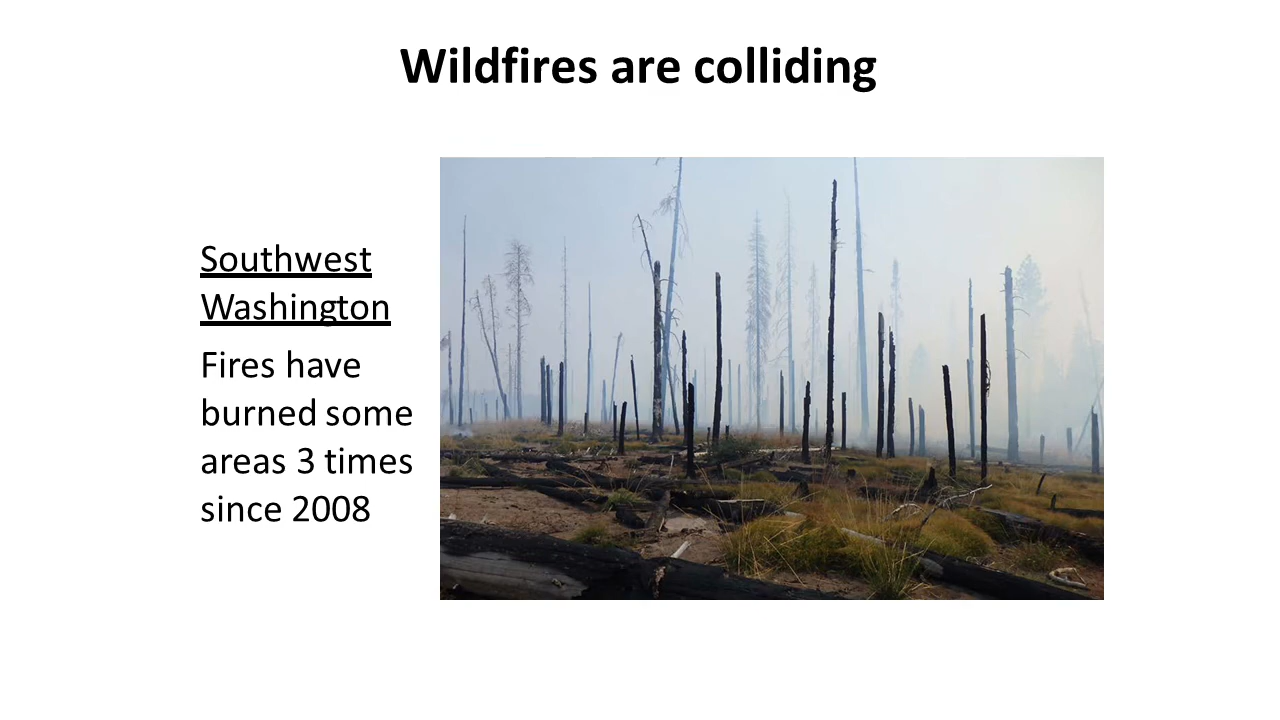 Wildfires are colliding
Southwest
Washington
Fires have
burned some
areas 3 times
since 2008